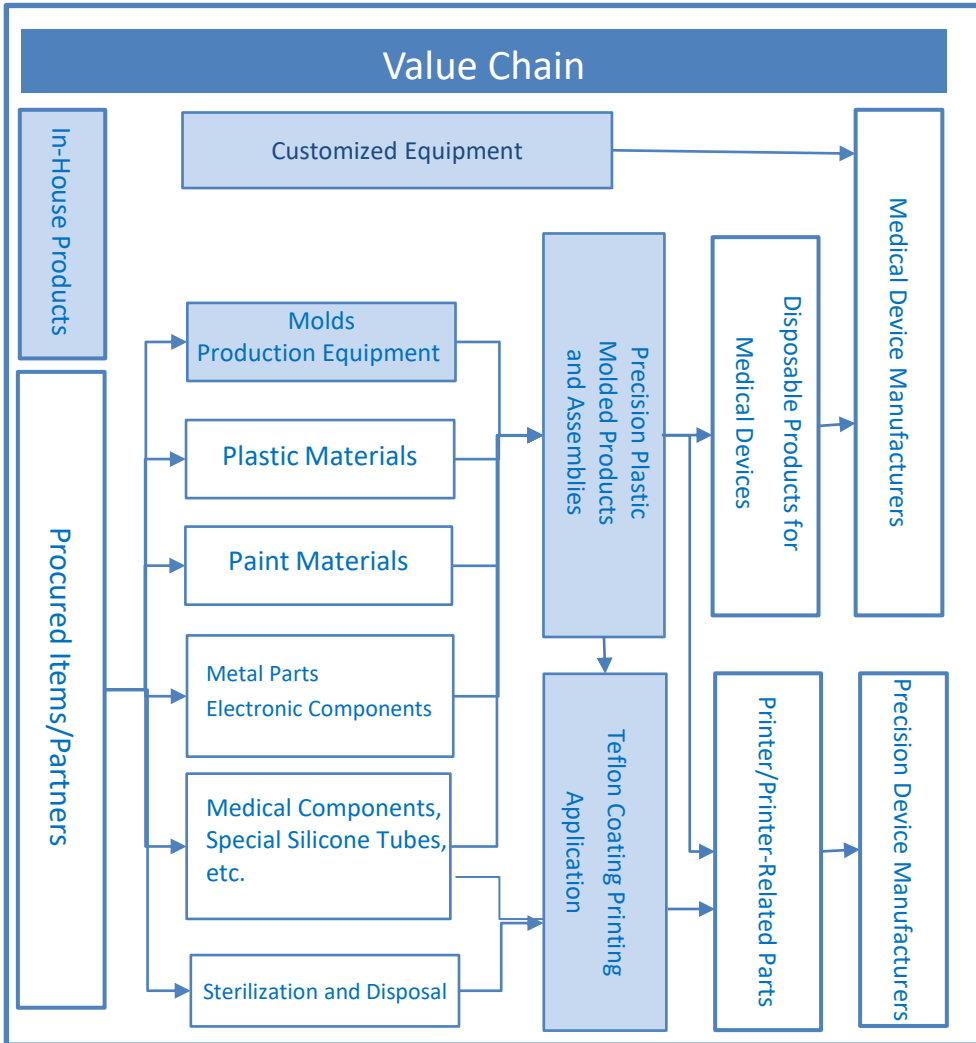 Value Chain
In-House Products
Customized Equipment
Medical Device Manufacturers
Molds
Production Equipment
Precision Plastic
Molded Products
and Assemblies
Disposable Products for
Medical Devices
Procured Items/Partners
Plastic Materials
Paint Materials
Metal Parts
Electronic Components
Medical Components,
Special Silicone Tubes,
etc.
Sterilization and Disposal
Teflon Coating Printing
Application
Printer/Printer-Related Parts
Precision Device Manufacturers